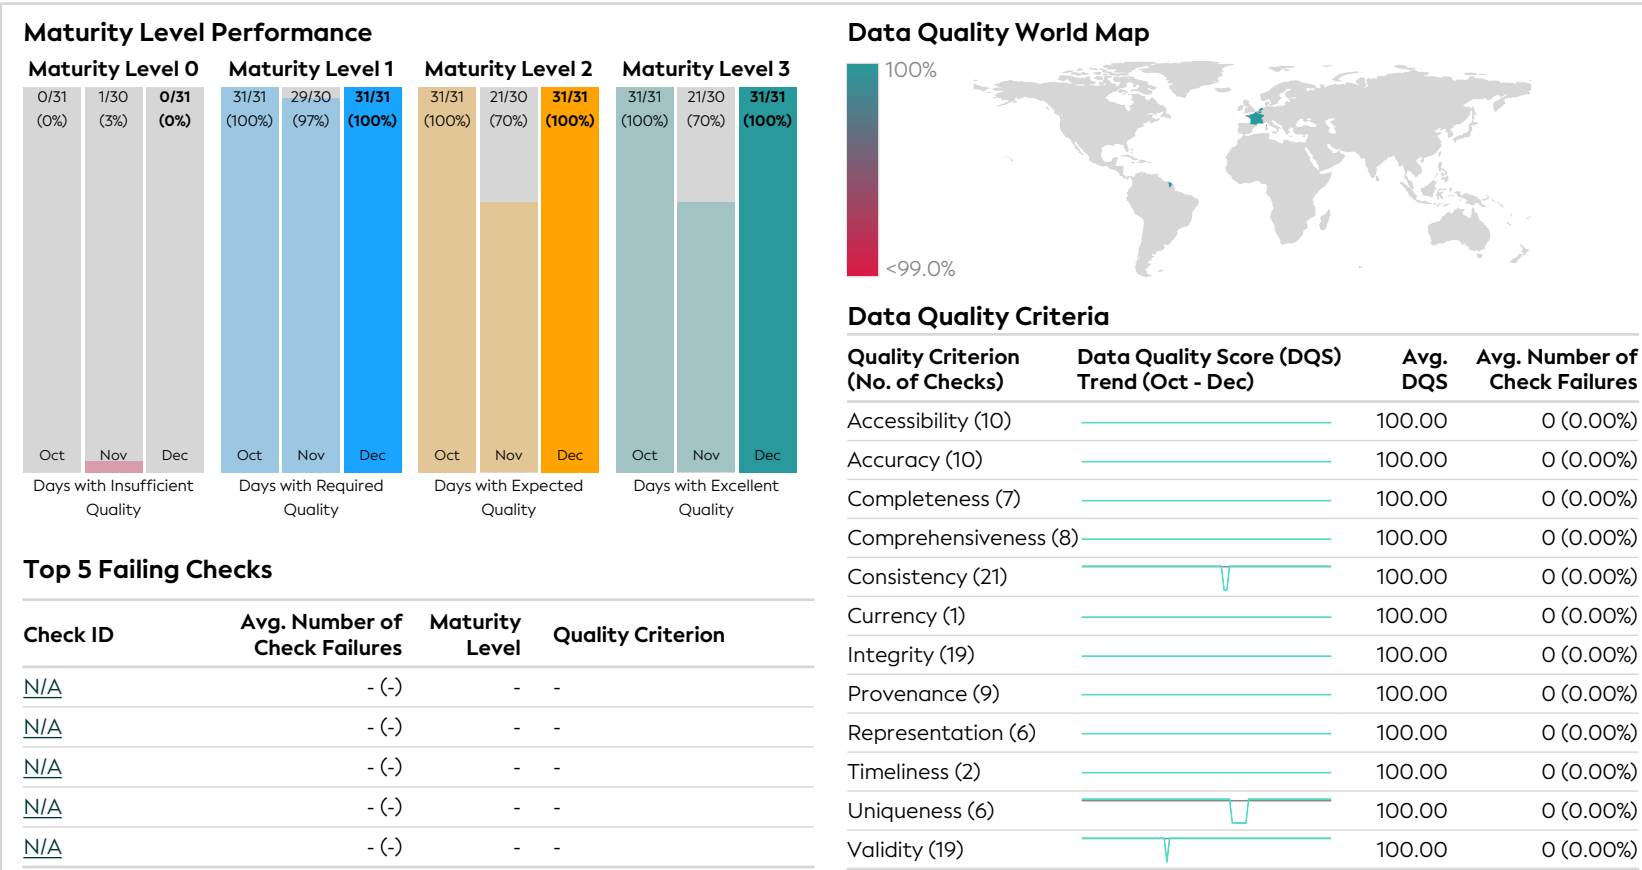 Maturity Level Performance
Maturity Level 0 Maturity Level 1 Maturity Level 2 Maturity Level 3
0/31 1/30 0/31 31/31 29/30 31/31 31/31 21/30 31/31 31/31 21/30 31/31
(0%) (3%) (0%) (100%) (97%) (100%) (100%) (70%) (100%) (100%) (70%) (100%)
Oct Nov Dec Oct Nov Dec Oct Nov Dec Oct Nov Dec
Days with Insufficient Days with Required Days with Expected Days with Excellent
Quality Quality Quality Quality
Top 5 Failing Checks
Avg. Number of Maturity
Check ID Quality Criterion
Check Failures Level
N/A - (-) - -
N/A - (-) - -
N/A - (-) - -
N/A - (-) - -
N/A - (-) - -
Data Quality World Map
100%
<99.0%
Data Quality Criteria
Quality Criterion Data Quality Score (DQS) Avg. Avg. Number of
(No. of Checks) Trend (Oct - Dec) DQS Check Failures
Accessibility (10) 100.00 0 (0.00%)
Accuracy (10) 100.00 0 (0.00%)
Completeness (7) 100.00 0 (0.00%)
Comprehensiveness (8) 100.00 0 (0.00%)
Consistency (21) 100.00 0 (0.00%)
Currency (1) 100.00 0 (0.00%)
Integrity (19) 100.00 0 (0.00%)
Provenance (9) 100.00 0 (0.00%)
Representation (6) 100.00 0 (0.00%)
Timeliness (2) 100.00 0 (0.00%)
Uniqueness (6) 100.00 0 (0.00%)
Validity (19) 100.00 0 (0.00%)